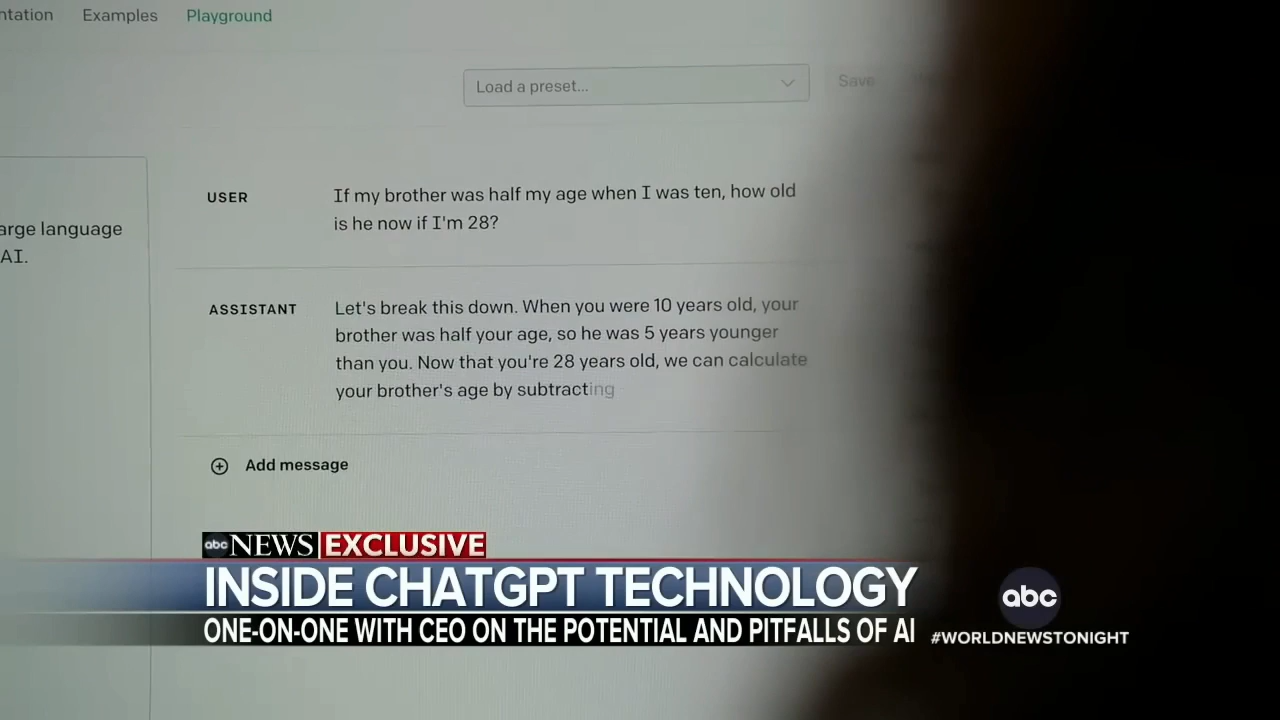 Examples Playground
Load a preset...
Save
USER If my brother was half my age when I was ten, how old
is he now if I'm 28?
arge language
AI.
ASSISTANT Let's break this down. When you were 10 years old, your
brother was half your age, so he was 5 years younger
than you. Now that you're 28 years old, we can calculate
your brother's age by subtracting
Add message
abc NEWS EXCLUSIVE
INSIDE CHATGPT TECHNOLOGY
ONE-ON-ONE WITH CEO ON THE POTENTIAL AND PITFALLS OF AI
abc
#WORLDNEWSTONIGHT